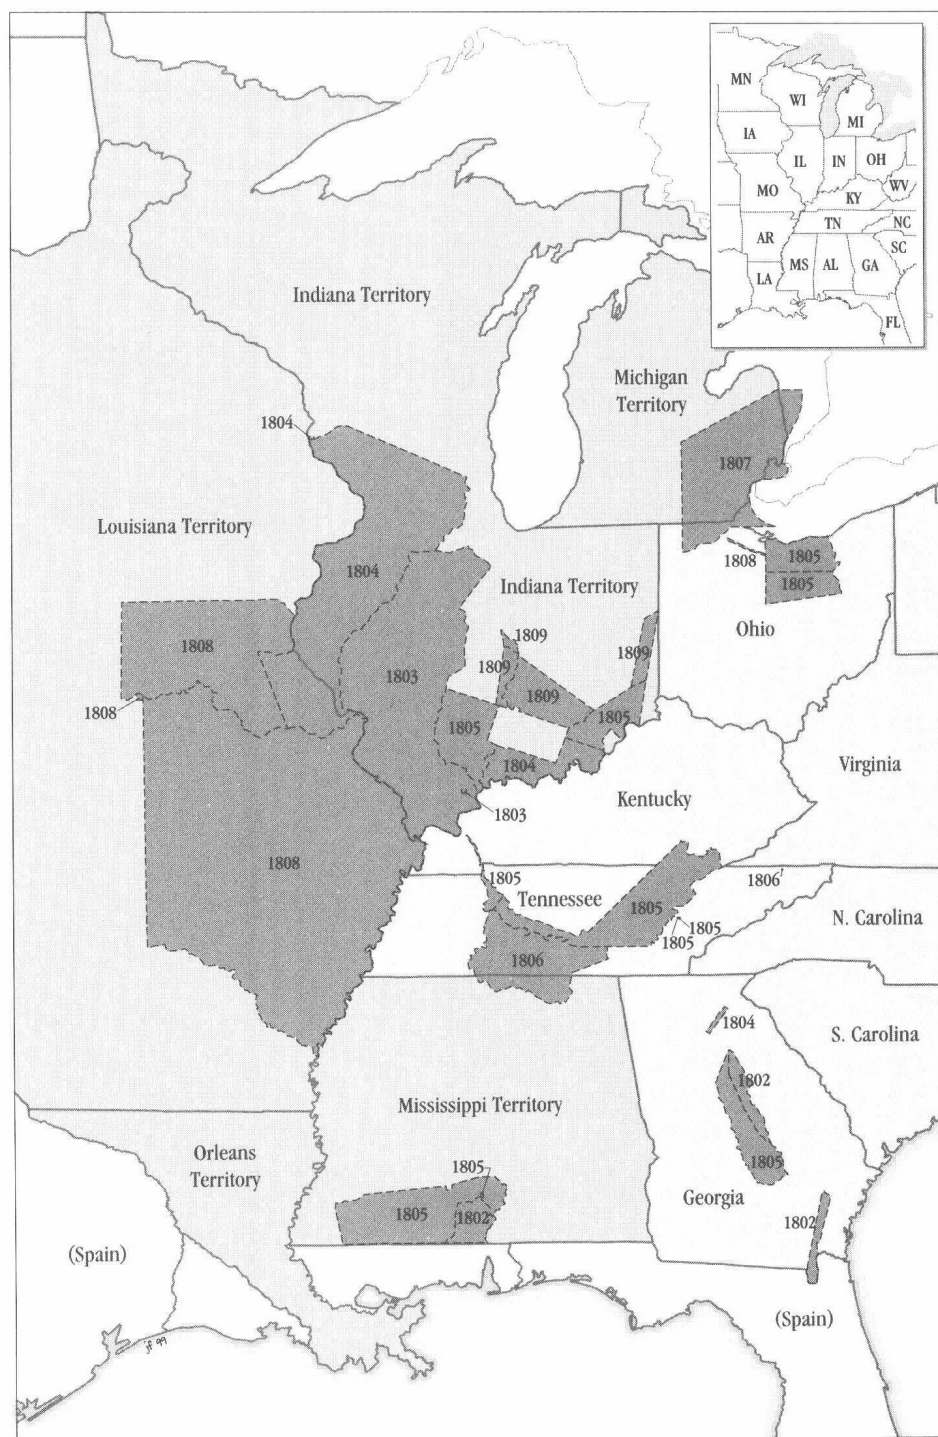 MN
WI
MI
IA
IL
IN
OH
MO
WV
KY
TN
NC
AR
SC
MS
AL
GA
LA
FL
Indiana Territory
Michigan
Territory
1804
1807
Louisiana Territory
1808
1805
1804
1805
Indiana Territory
Ohio
1808
1809
1803
1809
1809
1809
1808
1805
1805
Virginia
1804
Kentucky
1803
1808
1805
1806
Tennessee
1805
1805
1805
N. Carolina
1806
1804
S. Carolina
1802
Mississippi Territory
Orleans
Territory
1805
1805
Georgia
1805
1802
1802
(Spain)
(Spain)
jf 99